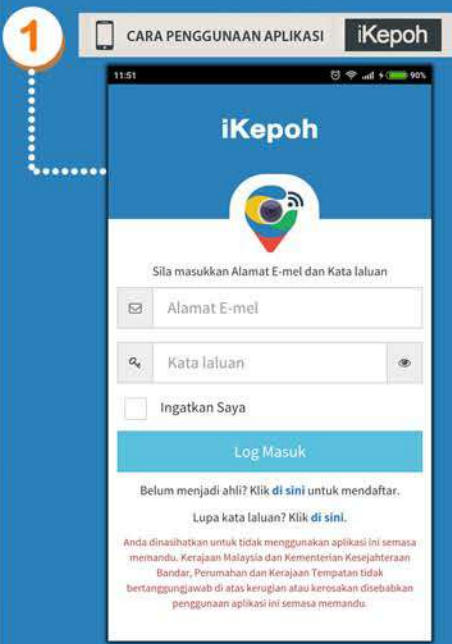 1
CARA PENGGUNAAN APLIKASI iKepoh
11:51 90%
iKepoh
Sila masukkan Alamat E-mel dan Kata laluan
Alamat E-mel
Kata laluan
Ingatkan Saya
Log Masuk
Belum menjadi ahli? Klik di sini untuk mendaftar.
Lupa kata laluan? Klik di sini.
Anda dinasihatkan untuk tidak menggunakan aplikasi ini semasa
memandu. Kerajaan Malaysia dan Kementerian Kesejahteraan
Bandar, Perumahan dan Kerajaan Tempatan tidak
bertanggungjawab di atas kerugian atau kerosakan disebabkan
penggunaan aplikasi ini semasa memandu.